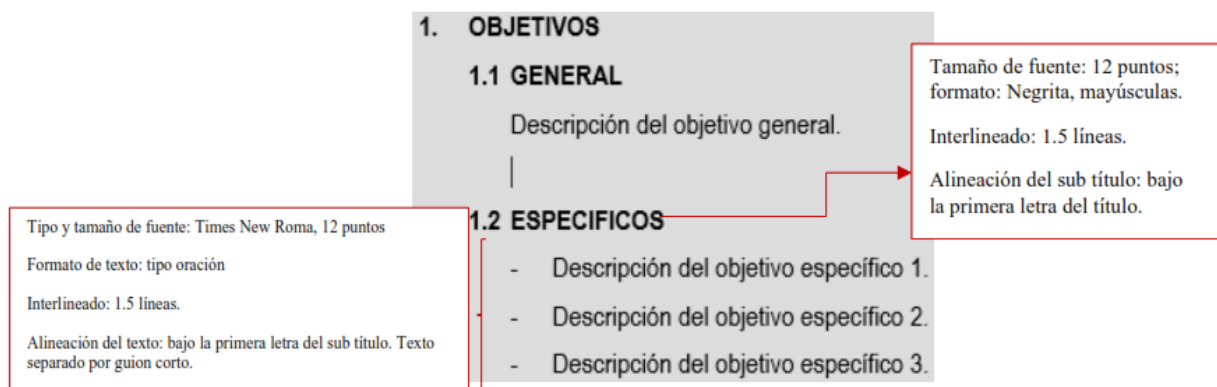 1. OBJETIVOS
1.1 GENERAL
Descripción del objetivo general.
1.2 ESPECIFICOS
- Descripción del objetivo específico 1.
- Descripción del objetivo específico 2.
- Descripción del objetivo específico 3.
Tamaño de fuente: 12 puntos;
formato: Negrita, mayúsculas.
Interlineado: 1.5 líneas.
Alineación del sub título: bajo
la primera letra del título.
Tipo y tamaño de fuente: Times New Roma, 12 puntos
Formato de texto: tipo oración
Interlineado: 1.5 líneas.
Alineación del texto: bajo la primera letra del sub título. Texto
separado por guion corto.